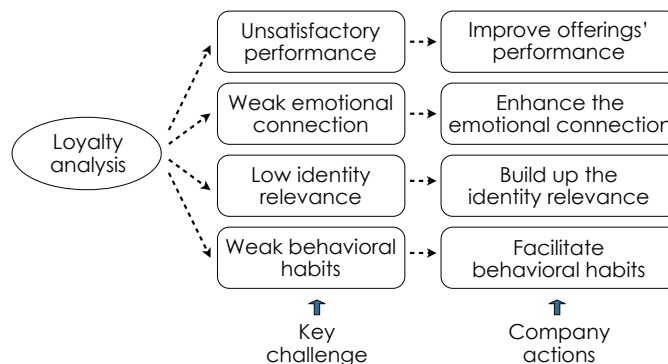 Unsatisfactory
performance
Improve offerings'
performance
Weak emotional
connection
Enhance the
emotional connection
Loyalty
analysis
Low identity
relevance
Build up the
identity relevance
Weak behavioral
habits
Facilitate
behavioral habits
Key
challenge
Company
actions